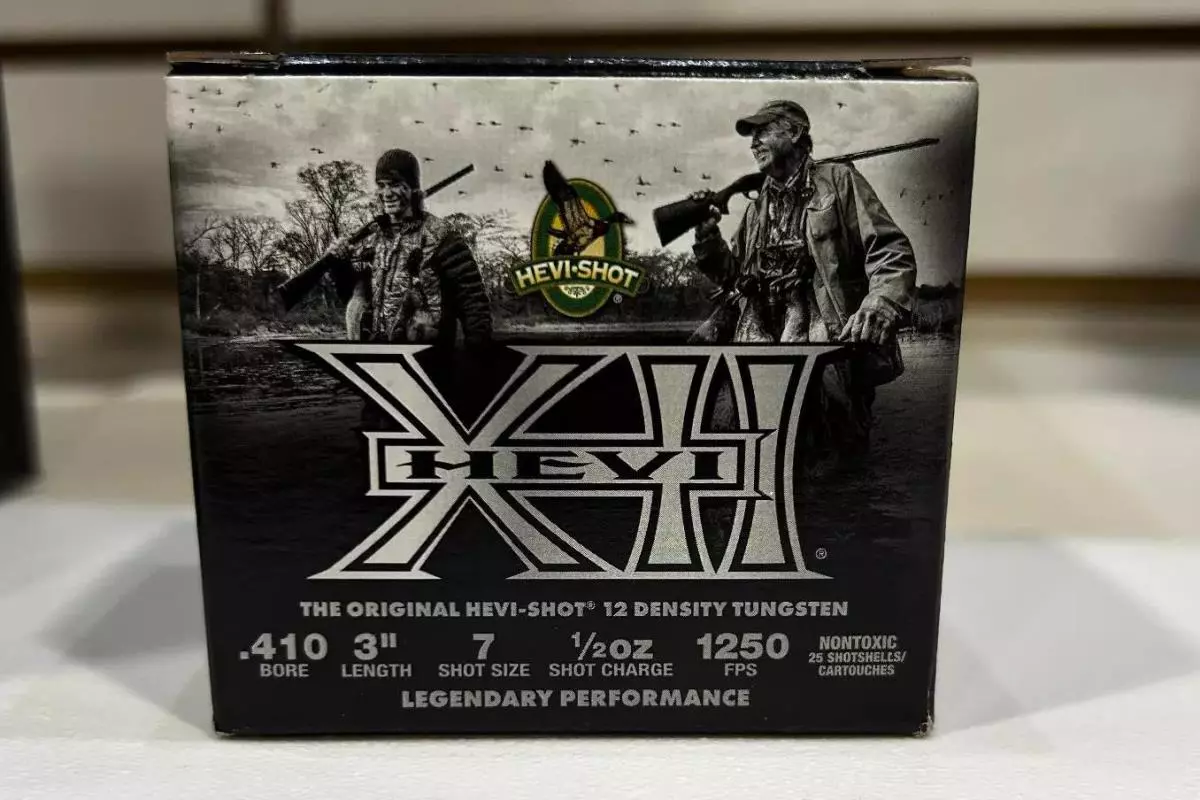 HEVI•SHOT
®
XII
HEVI
®
THE ORIGINAL HEVI-SHOT® 12 DENSITY TUNGSTEN
.410 3" 7 ½oz 1250 NONTOXIC
BORE LENGTH SHOT SIZE SHOT CHARGE FPS 25 SHOTSHELLS/
CARTOUCHES
LEGENDARY PERFORMANCE